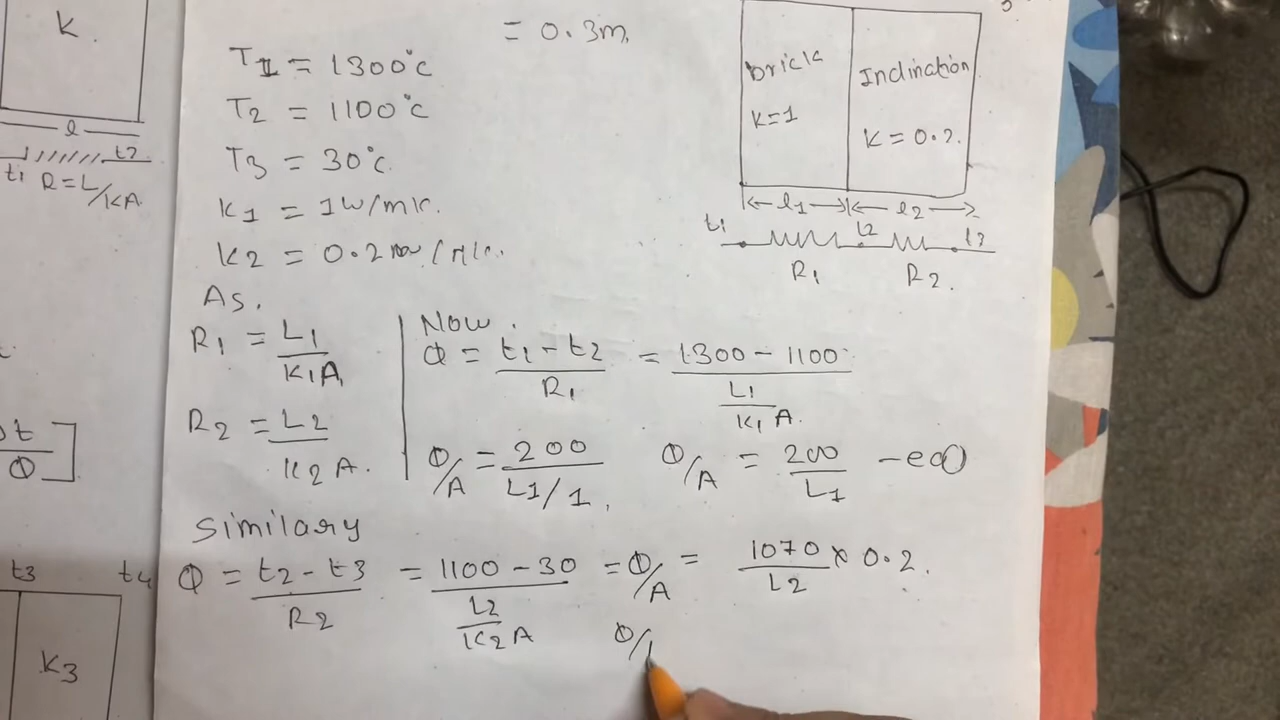 K.
l
t1 t2
R=L/KA
Δt/Φ]
t3 t4
K3
= 0.3m
T1 = 1300°C
T2 = 1100°C
T3 = 30°C.
K1 = 1w/mk.
K2 = 0.2
As.
R1 = L1/K1A
R2 = L2/K2A.
brick
K=1
Inclination
K = 0.2.
l1 l2
t1 t2 t3
R1 R2.
Now.
Φ = t1-t2/R1 = 1300-1100/L1/K1A.
Φ/A = 200/L1/1, Φ/A = 200/L1
Similary
Φ = t2-t3/R2 = 1100-30/L2/K2A = Φ/A = 1070/L2 × 0.2.
Φ/